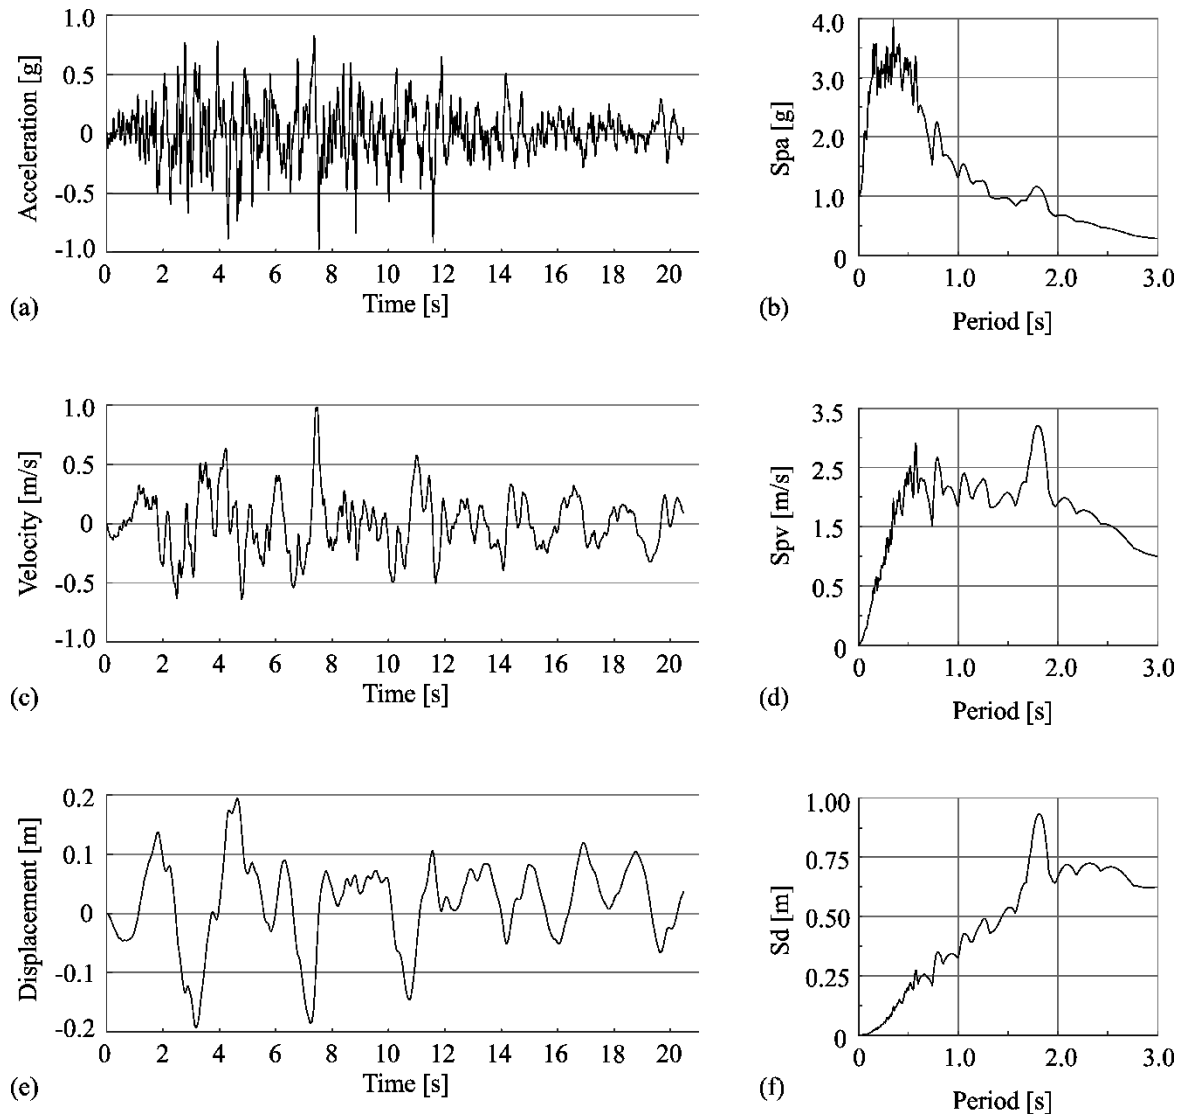 Acceleration [g]
1.0
0.5
0
-0.5
-1.0
0 2 4 6 8 10 12 14 16 18 20
Time [s]
(a)
Spa [g]
4.0
3.0
2.0
1.0
0
0 1.0 2.0 3.0
Period [s]
(b)
Velocity [m/s]
1.0
0.5
0
-0.5
-1.0
0 2 4 6 8 10 12 14 16 18 20
Time [s]
(c)
Spv [m/s]
3.5
2.5
1.5
0.5
0
0 1.0 2.0 3.0
Period [s]
(d)
Displacement [m]
0.2
0.1
0
-0.1
-0.2
0 2 4 6 8 10 12 14 16 18 20
Time [s]
(e)
Sd [m]
1.00
0.75
0.50
0.25
0
0 1.0 2.0 3.0
Period [s]
(f)